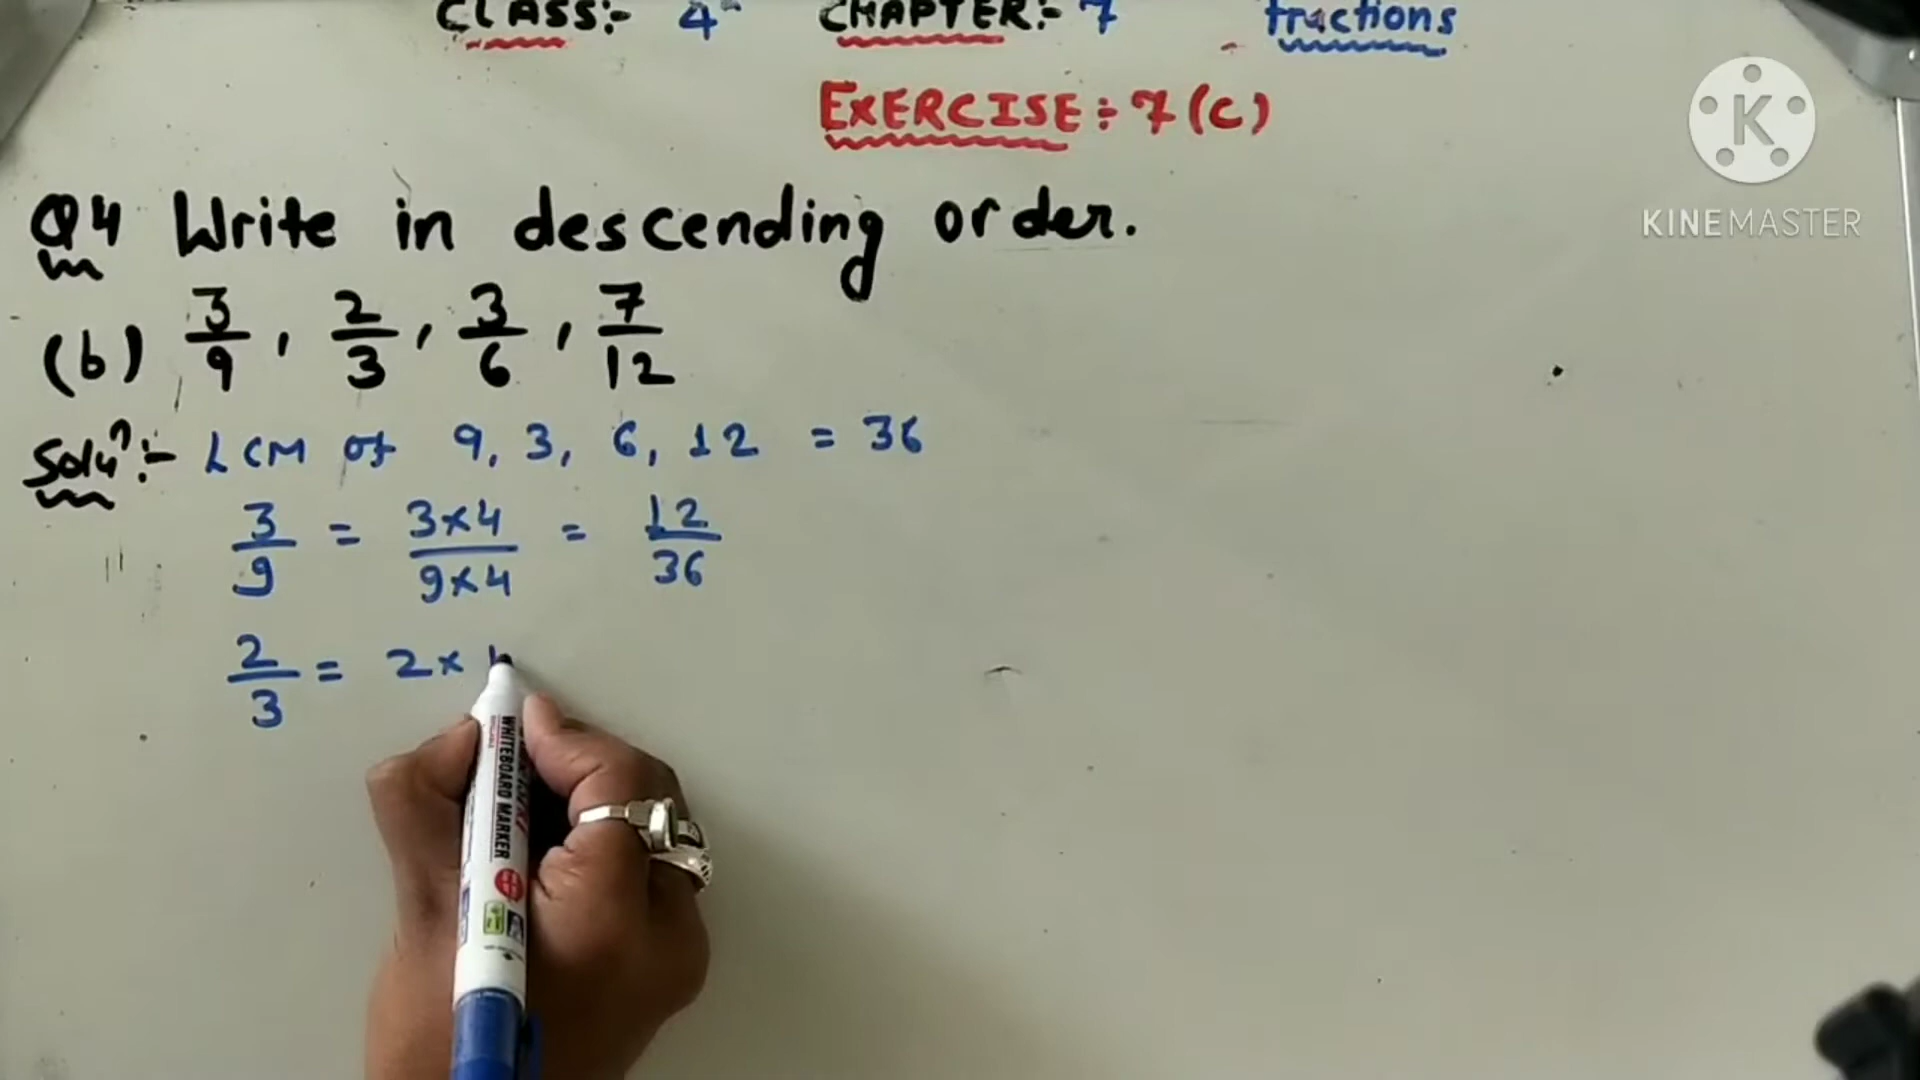 CLASS:- 4 CHAPTER:- 7 fractions
EXERCISE:- 7(C)
K
KINEMASTER
Q4 Write in descending order.
(b) 3/9, 2/3, 3/6, 7/12
Solun:- LCM of 9, 3, 6, 12 = 36
3/9 = 3×4/9×4 = 12/36
2/3 = 2×
WHITEBOARD MARKER